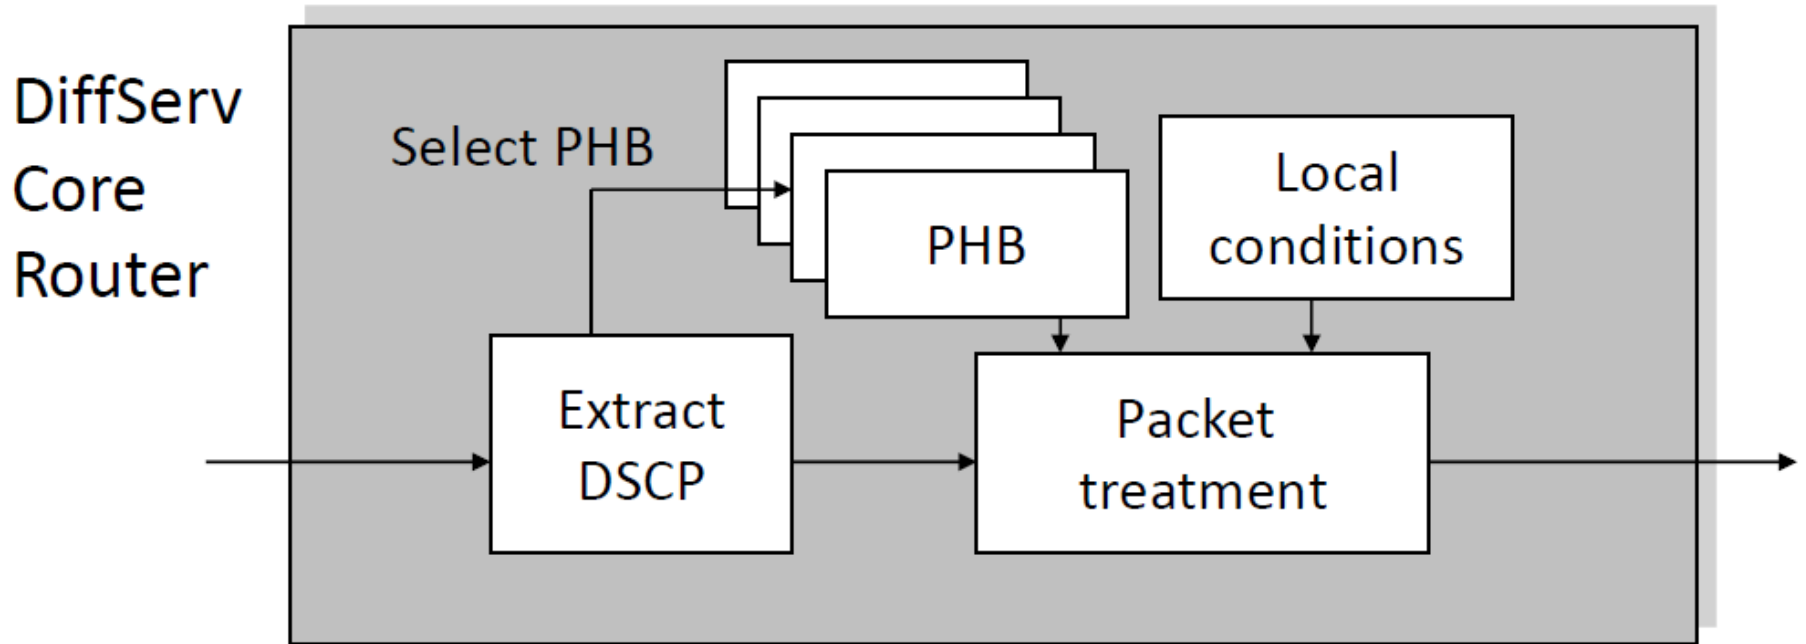 DiffServ
Core
Router
Select PHB
PHB
Local
conditions
Extract
DSCP
Packet
treatment